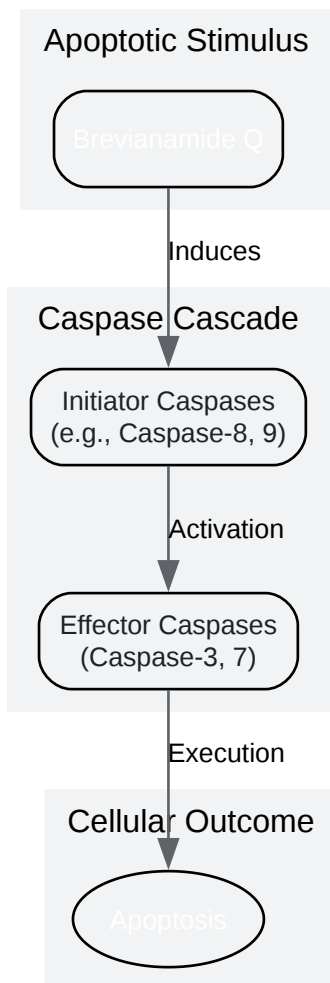 Apoptotic Stimulus
Brevianamide Q
Induces
Caspase Cascade
Initiator Caspases
(e.g., Caspase-8, 9)
Activation
Effector Caspases
(Caspase-3, 7)
Execution
Cellular Outcome
Apoptosis